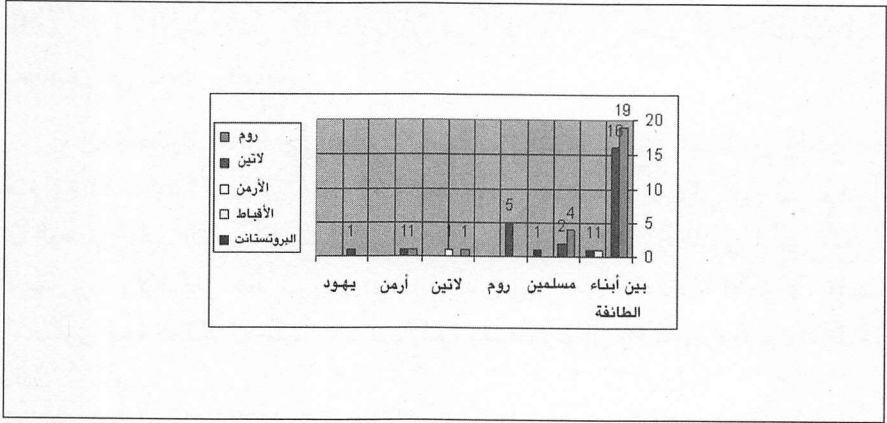 19
20
16
15
10
روم
لاتين
الأرمن
الأقباط
البروتستانت
5
4
2
1
5
1 1
1
1 1
1 1
1
0
بين أبناء مسلمين روم لاتين أرمن يهود
الطائفة